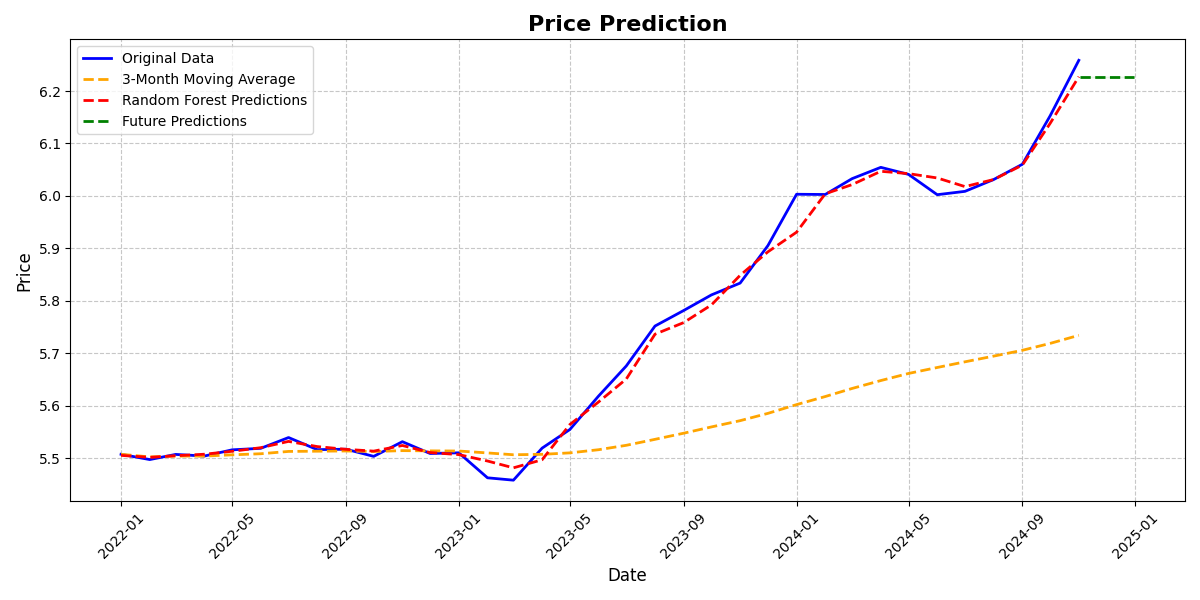 Price Prediction
Original Data
3-Month Moving Average
Random Forest Predictions
Future Predictions
Price
6.2
6.1
6.0
5.9
5.8
5.7
5.6
5.5
2022-01
2022-05
2022-09
2023-01
2023-05
2023-09
2024-01
2024-05
2024-09
2025-01
Date